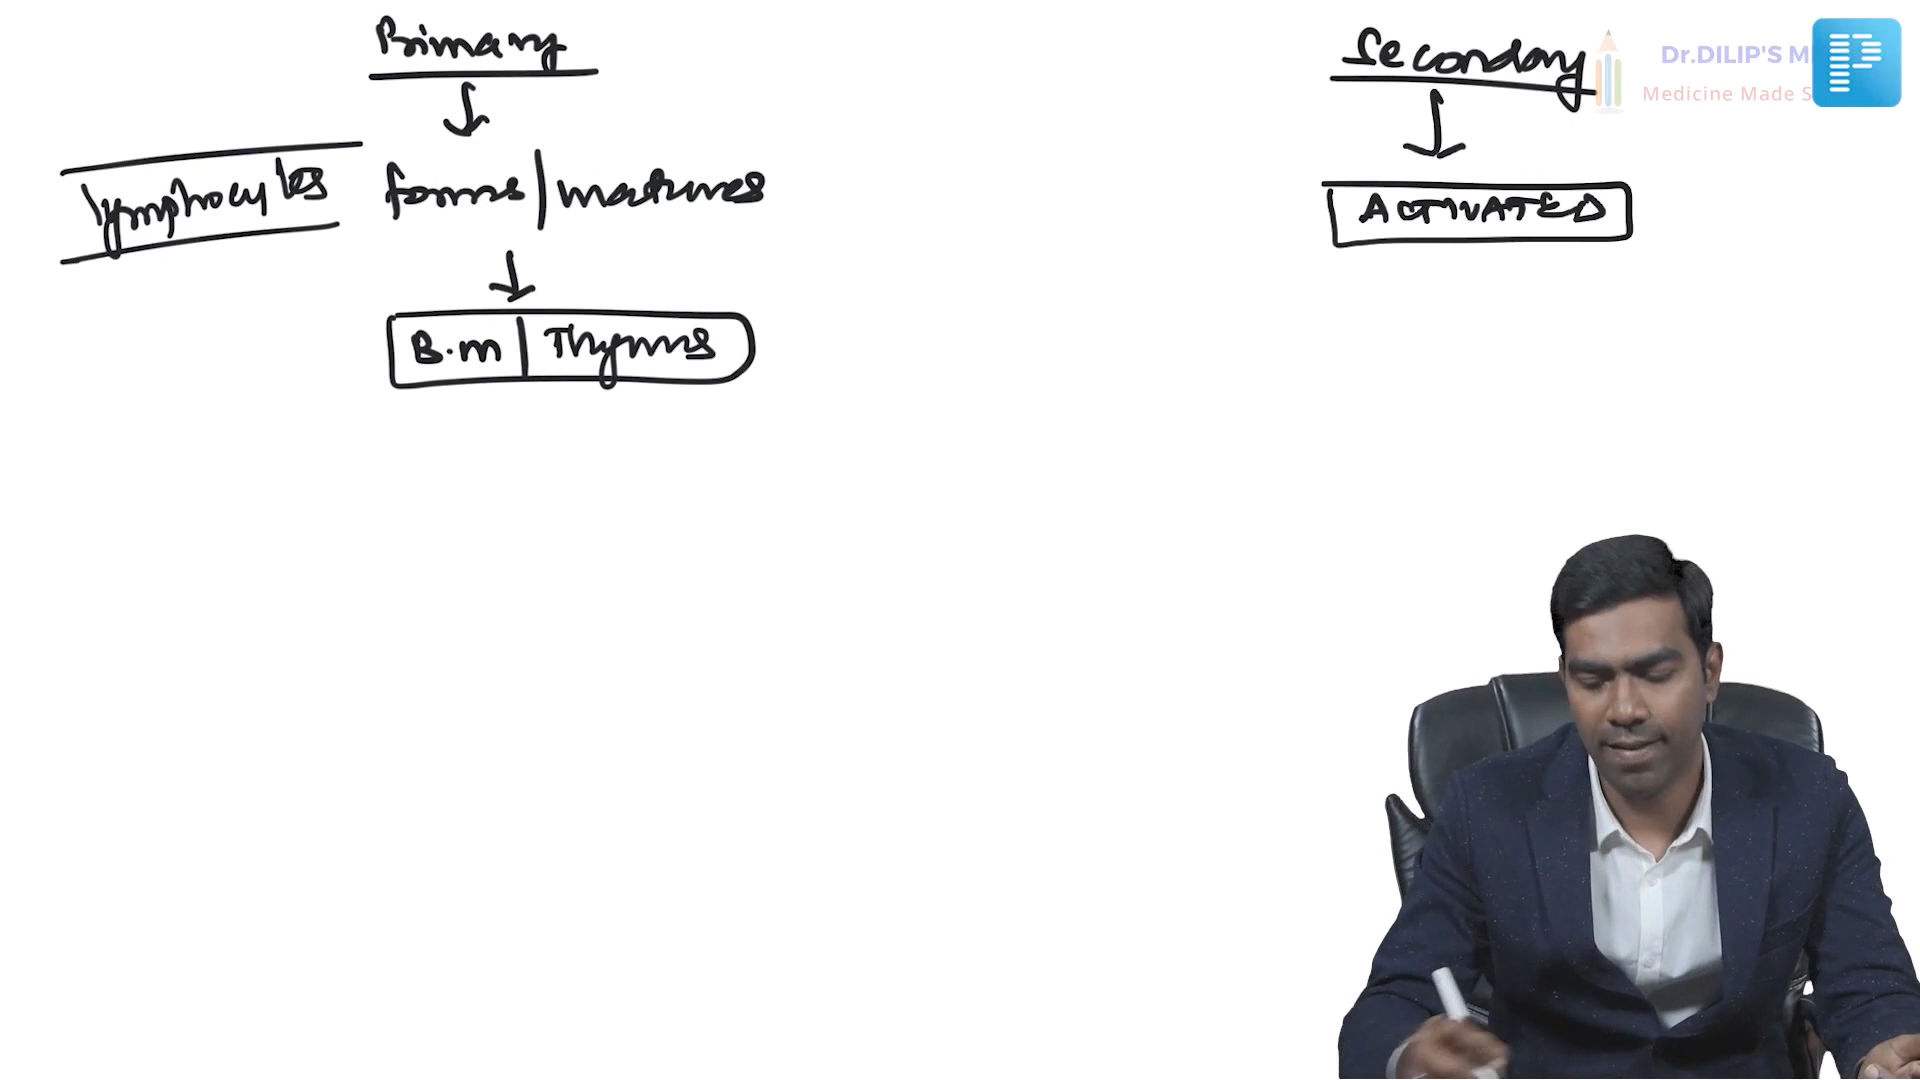 Primary
Secondary
Dr.DILIP'S M
Medicine Made S
lymphocytes forms | matures
ACTIVATED
B.m | Thymus